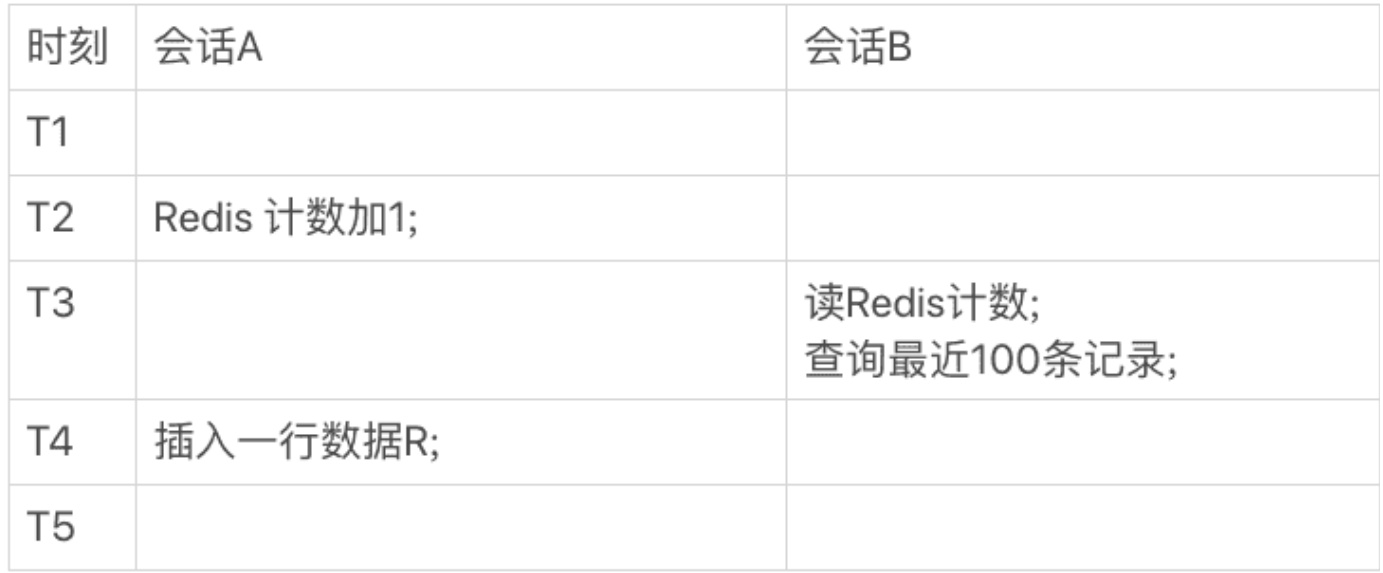 时刻 会话A 会话B
T1
T2 Redis 计数加1;
T3 读Redis计数;
查询最近100条记录;
T4 插入一行数据R;
T5